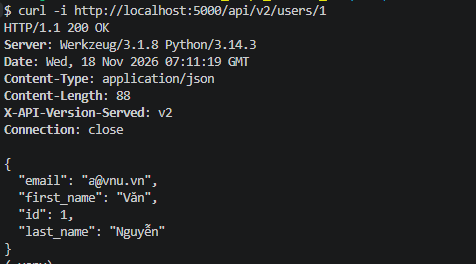 $ curl -i http://localhost:5000/api/v2/users/1
HTTP/1.1 200 OK
Server: Werkzeug/3.1.8 Python/3.14.3
Date: Wed, 18 Nov 2026 07:11:19 GMT
Content-Type: application/json
Content-Length: 88
X-API-Version-Served: v2
Connection: close

{
  "email": "a@vnu.vn",
  "first_name": "Văn",
  "id": 1,
  "last_name": "Nguyễn"
}